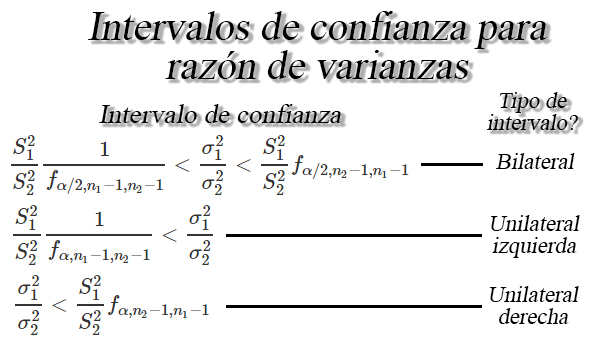 Intervalos de confianza para
razón de varianzas
Intervalo de confianza
Tipo de
intervalo?
\frac{S_1^2}{S_2^2} \frac{1}{f_{\alpha/2,n_1-1,n_2-1}} < \frac{\sigma_1^2}{\sigma_2^2} < \frac{S_1^2}{S_2^2} f_{\alpha/2,n_2-1,n_1-1}
Bilateral
\frac{S_1^2}{S_2^2} \frac{1}{f_{\alpha,n_1-1,n_2-1}} < \frac{\sigma_1^2}{\sigma_2^2}
Unilateral
izquierda
\frac{\sigma_1^2}{\sigma_2^2} < \frac{S_1^2}{S_2^2} f_{\alpha,n_2-1,n_1-1}
Unilateral
derecha